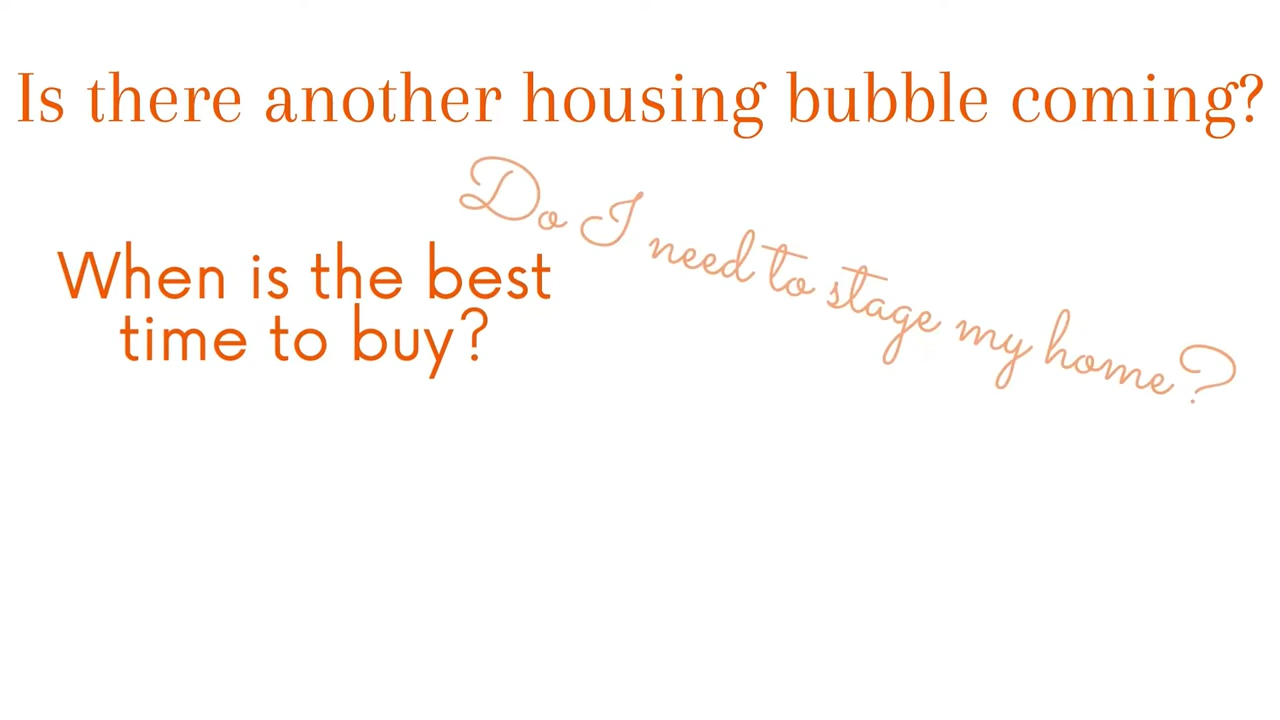 Is there another housing bubble coming?
Do I need to stage my home?
When is the best
time to buy?